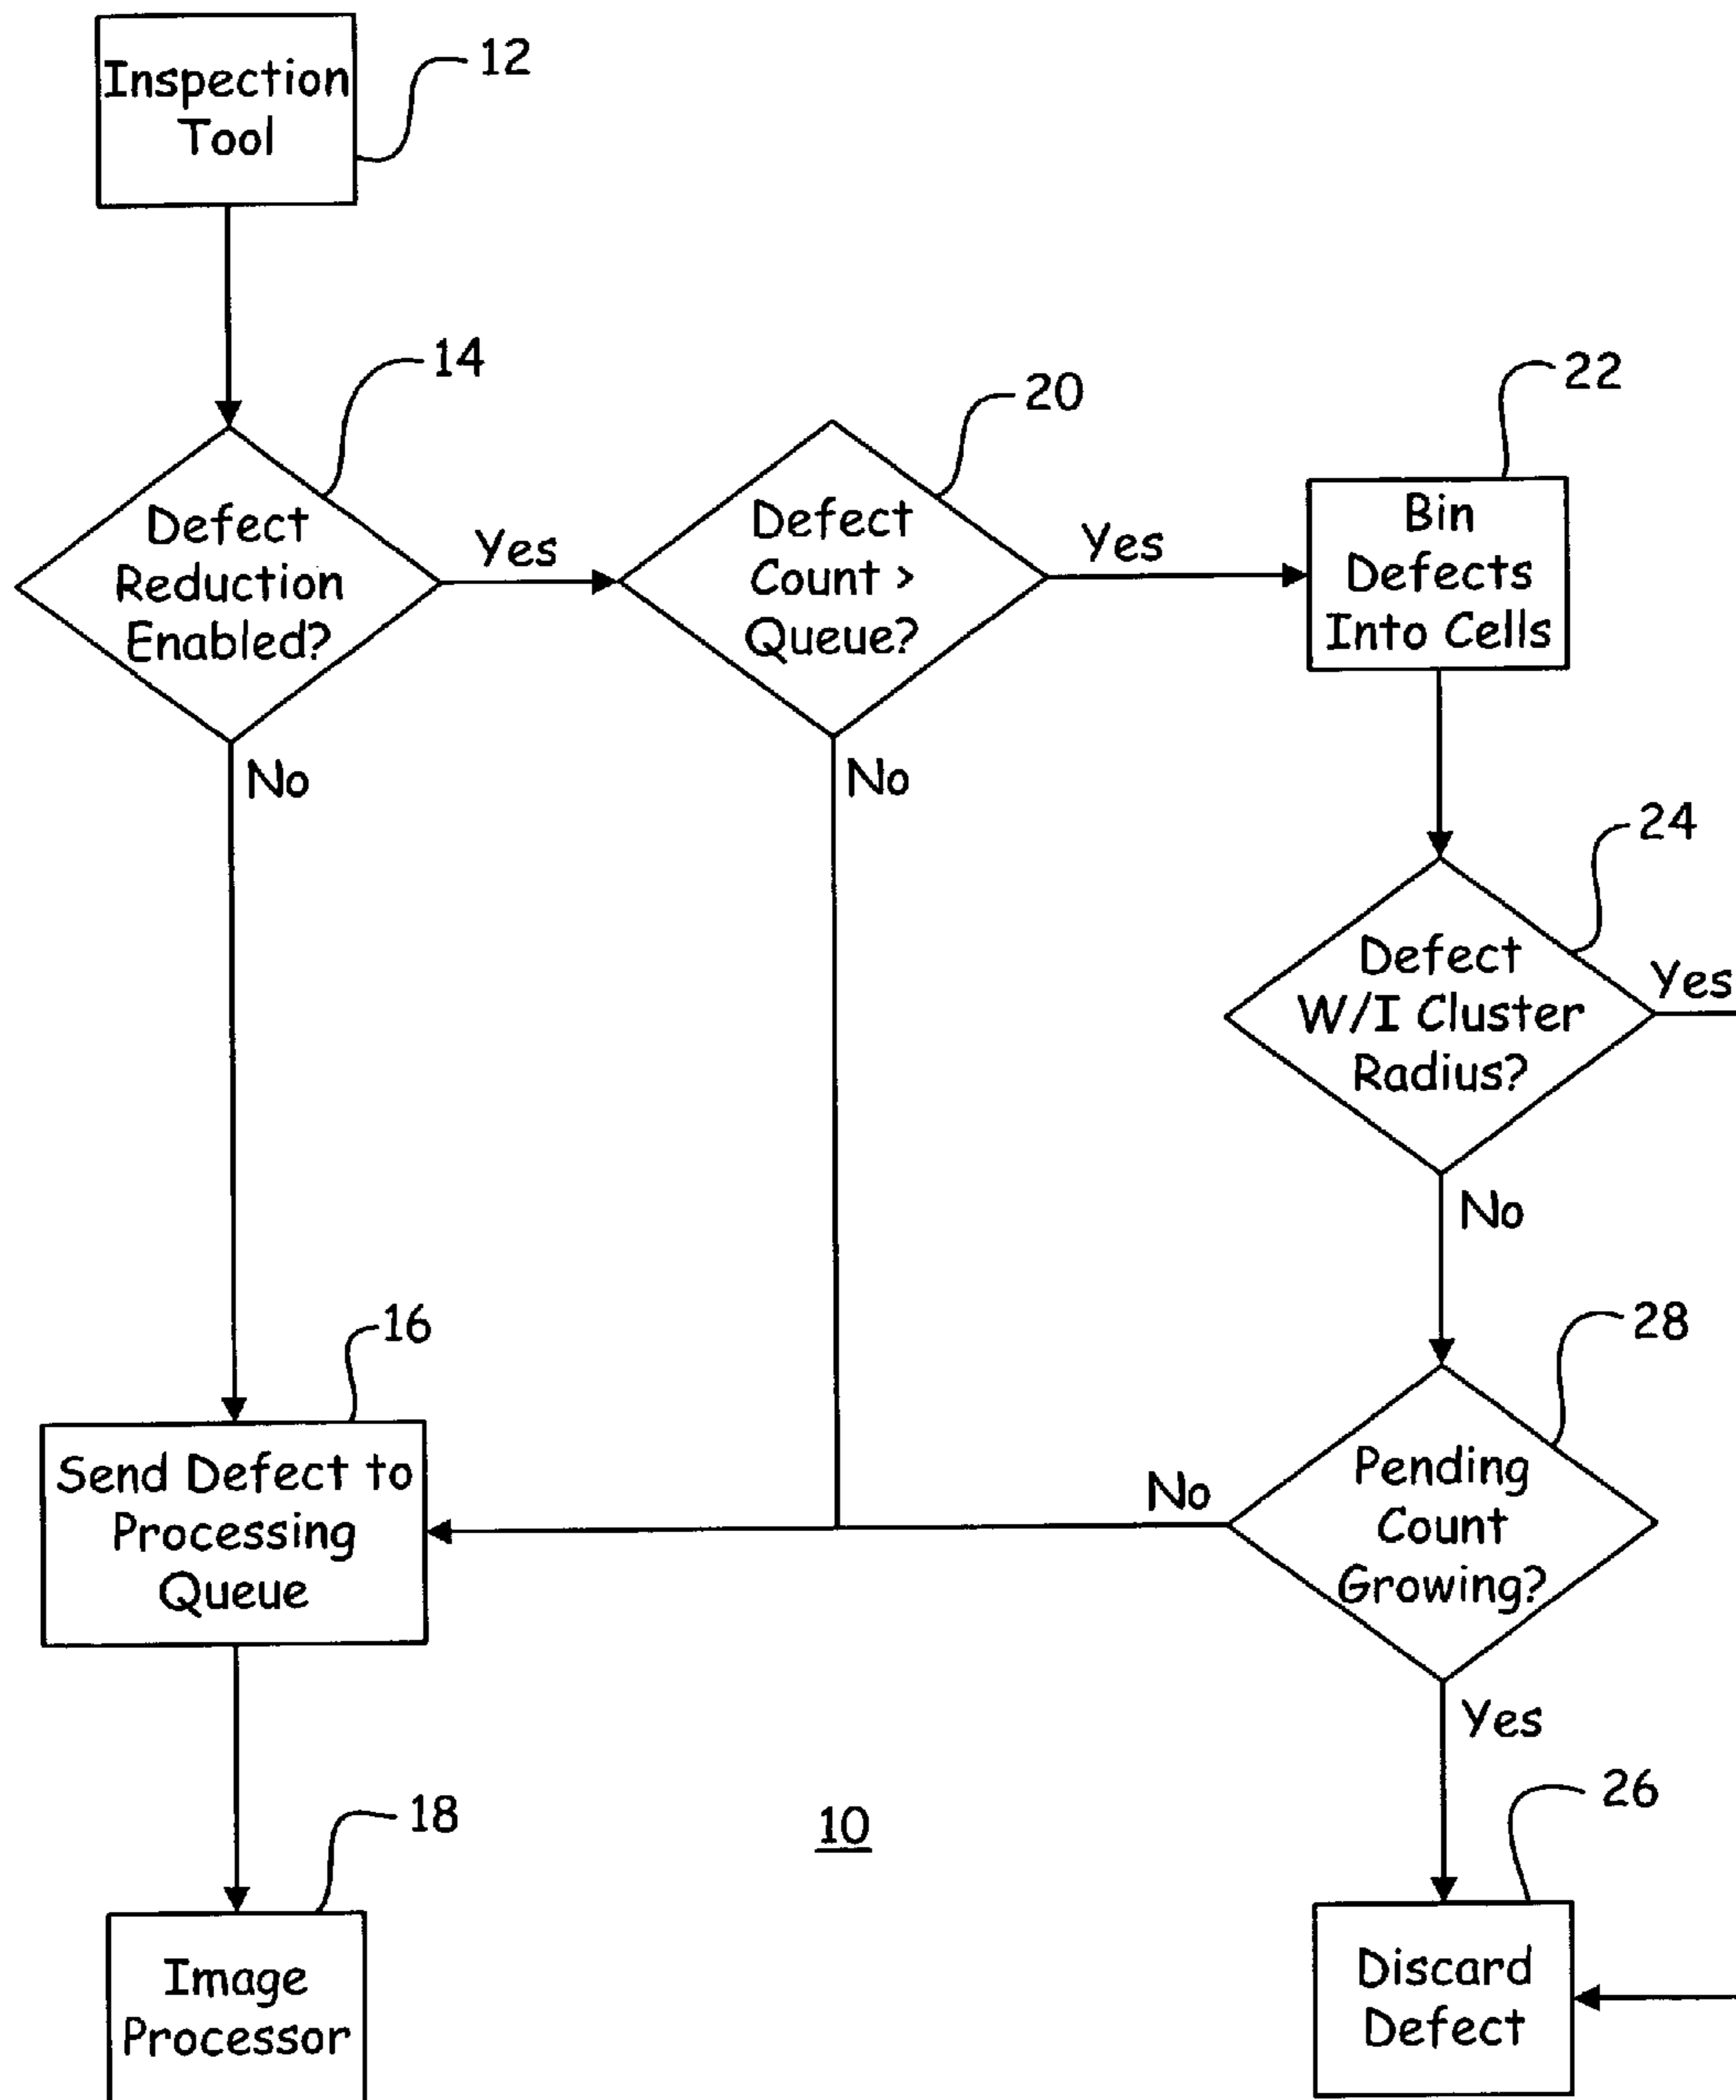 Inspection
Tool
12
14
Defect
Reduction
Enabled?
Yes
No
20
Defect
Count >
Queue?
Yes
No
22
Bin
Defects
Into Cells
24
Defect
W/I Cluster
Radius?
Yes
No
16
Send Defect to
Processing
Queue
28
Pending
Count
Growing?
No
Yes
18
Image
Processor
10
26
Discard
Defect